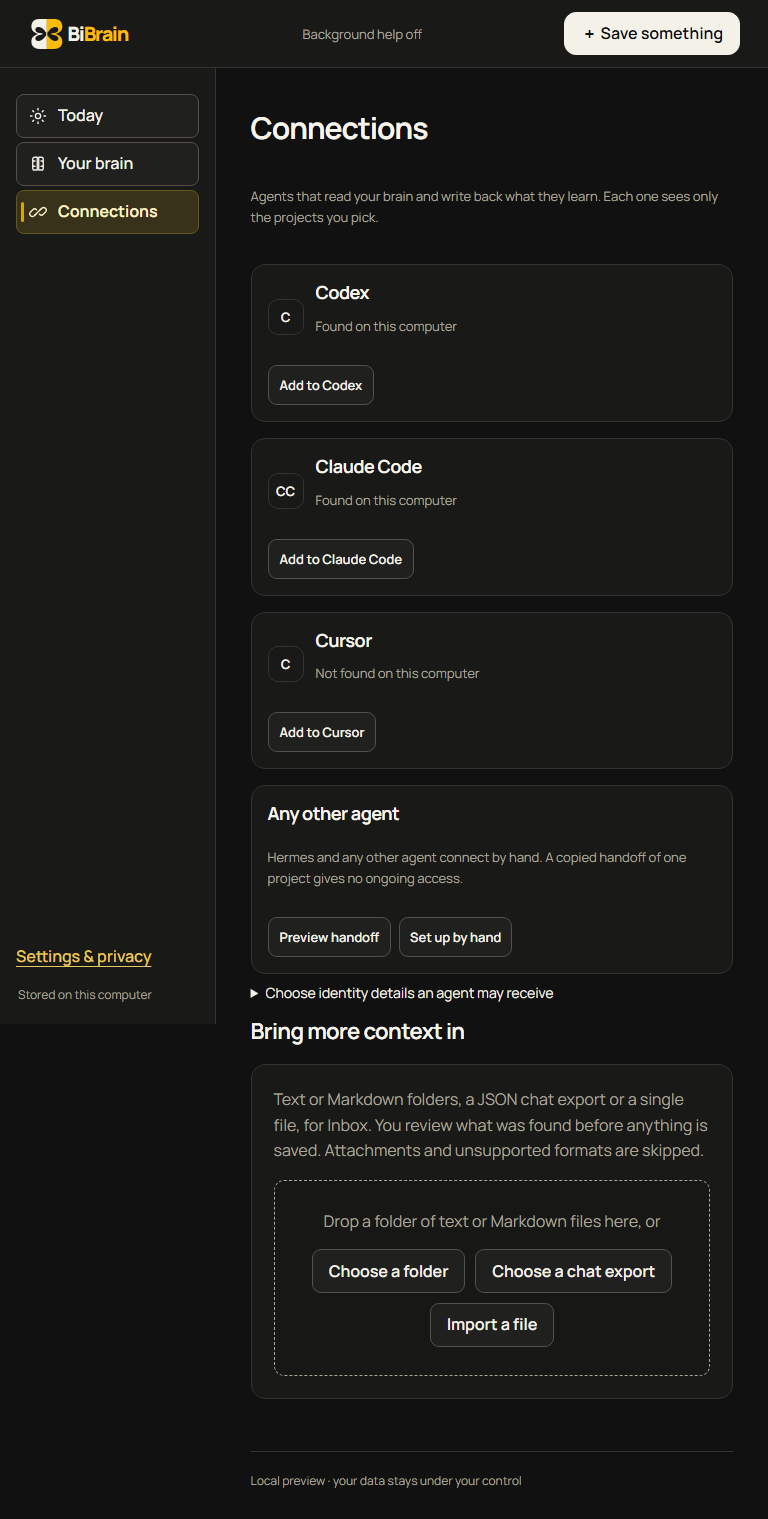 BiBrain
Background help off
+ Save something
Today
Your brain
Connections
Settings & privacy
Stored on this computer
Connections
Agents that read your brain and write back what they learn. Each one sees only
the projects you pick.
C
Codex
Found on this computer
Add to Codex
CC
Claude Code
Found on this computer
Add to Claude Code
C
Cursor
Not found on this computer
Add to Cursor
Any other agent
Hermes and any other agent connect by hand. A copied handoff of one
project gives no ongoing access.
Preview handoff
Set up by hand
Choose identity details an agent may receive
Bring more context in
Text or Markdown folders, a JSON chat export or a single
file, for Inbox. You review what was found before anything is
saved. Attachments and unsupported formats are skipped.
Drop a folder of text or Markdown files here, or
Choose a folder
Choose a chat export
Import a file
Local preview · your data stays under your control